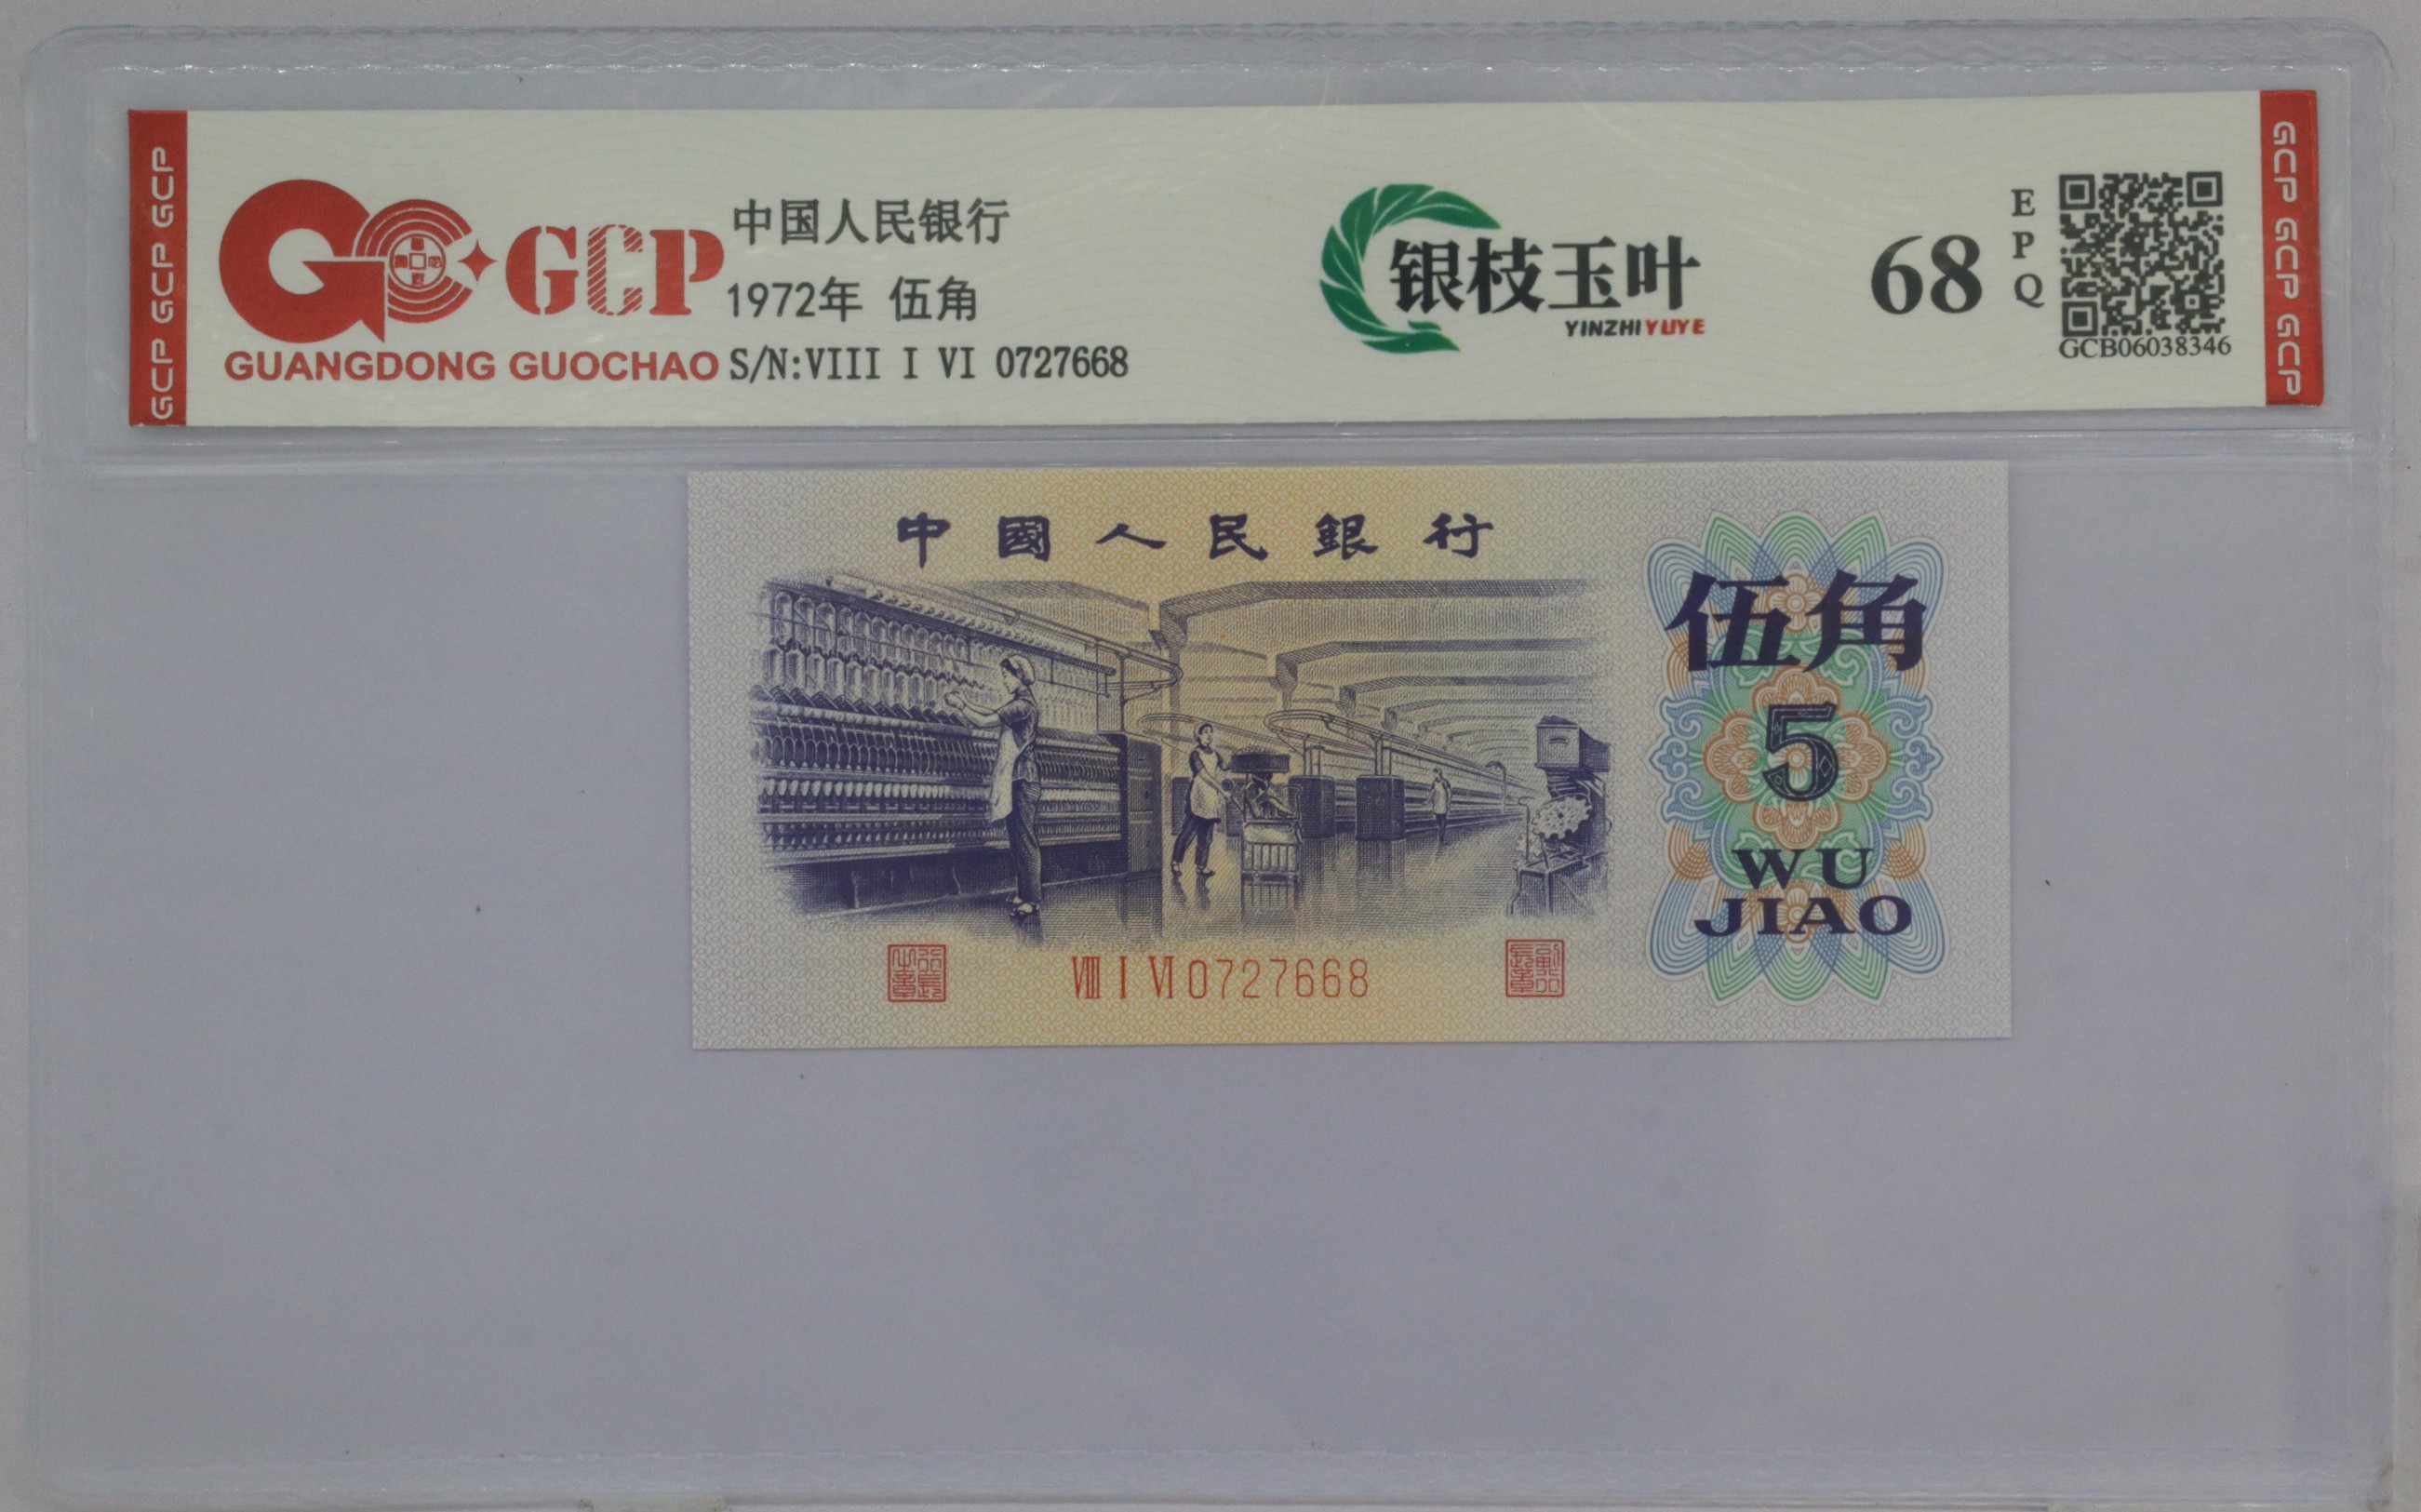 GCP GCP GCP
GCP
GUANGDONG GUOCHAO
中国人民银行
1972年 伍角
S/N:VIII I VI 0727668
银枝玉叶
YINZHIYUYE
68
EPQ
GCB06038346
GCP GCP GCP
中國人民銀行
伍角
5
WU
JIAO
VIII I VI 0727668